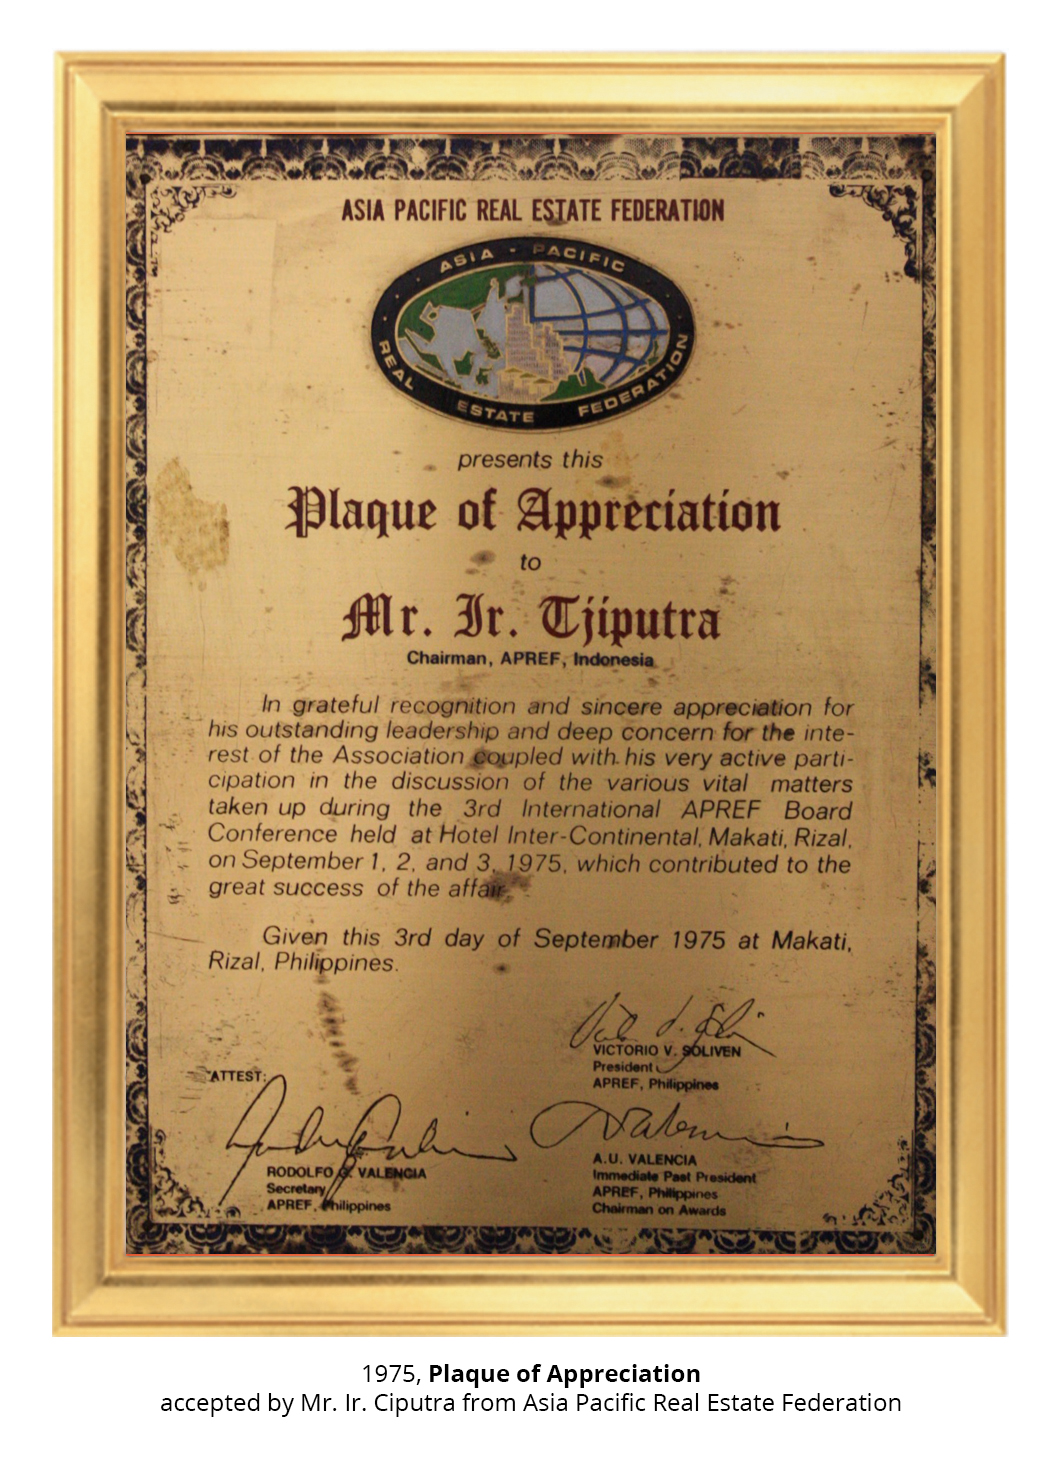 ASIA PACIFIC REAL ESTATE FEDERATION
ASIA - PACIFIC
REAL ESTATE FEDERATION
presents this
Plaque of Appreciation
to
Mr. Ir. Tjiputra
Chairman, APREF, Indonesia
In grateful recognition and sincere appreciation for
his outstanding leadership and deep concern for the inte-
rest of the Association coupled with his very active parti-
cipation in the discussion of the various vital matters
taken up during the 3rd International APREF Board
Conference held at Hotel Inter-Continental, Makati, Rizal,
on September 1, 2, and 3, 1975, which contributed to the
great success of the affair.
Given this 3rd day of September 1975 at Makati,
Rizal, Philippines.
VICTORIO V. SOLIVEN
President
APREF, Philippines
ATTEST:
RODOLFO VALENCIA
Secretary
APREF, Philippines
A.U. VALENCIA
Immediate Past President
APREF, Philippines
Chairman on Awards
1975, Plaque of Appreciation
accepted by Mr. Ir. Ciputra from Asia Pacific Real Estate Federation